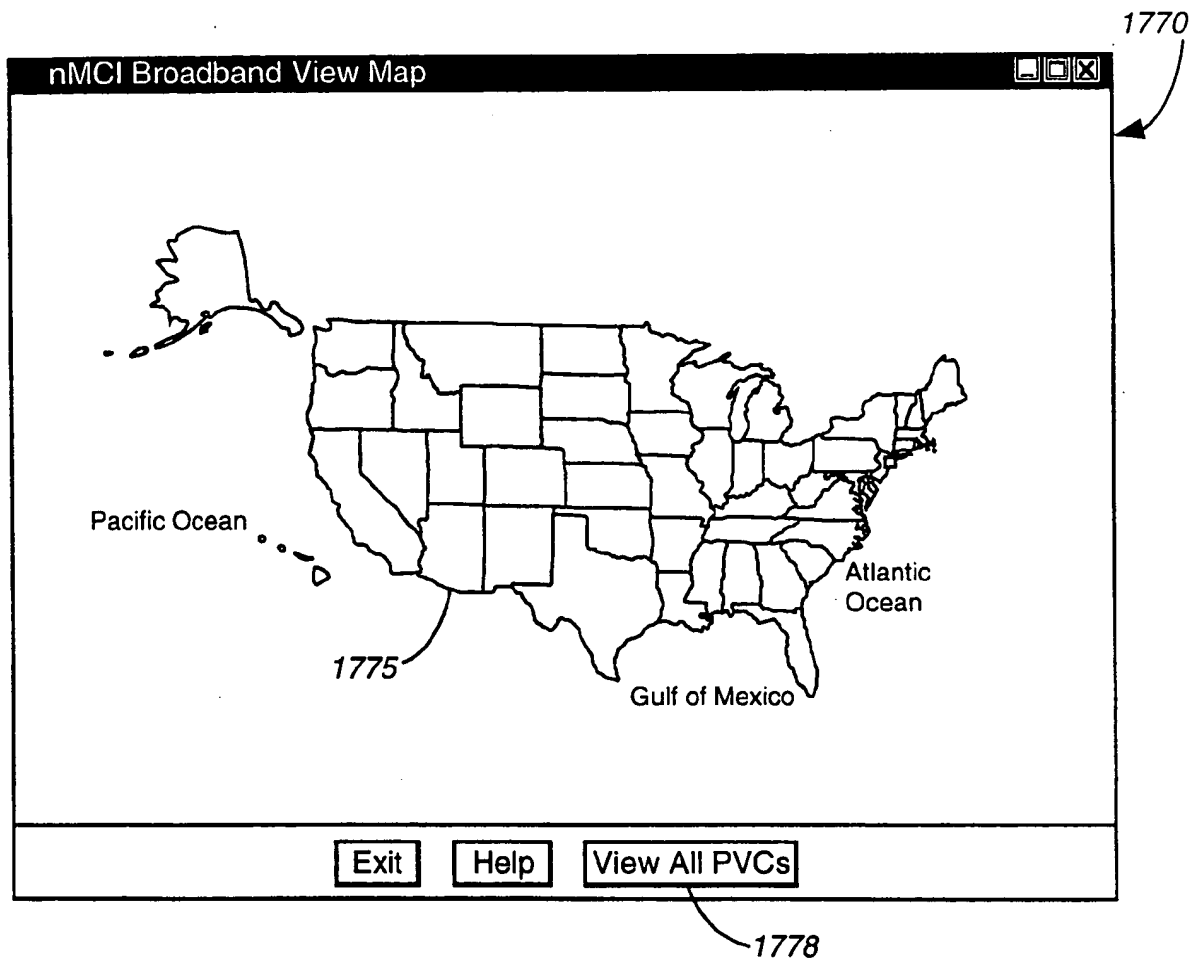 1770
nMCI Broadband View Map
Pacific Ocean
Atlantic
Ocean
1775
Gulf of Mexico
Exit Help View All PVCs
1778